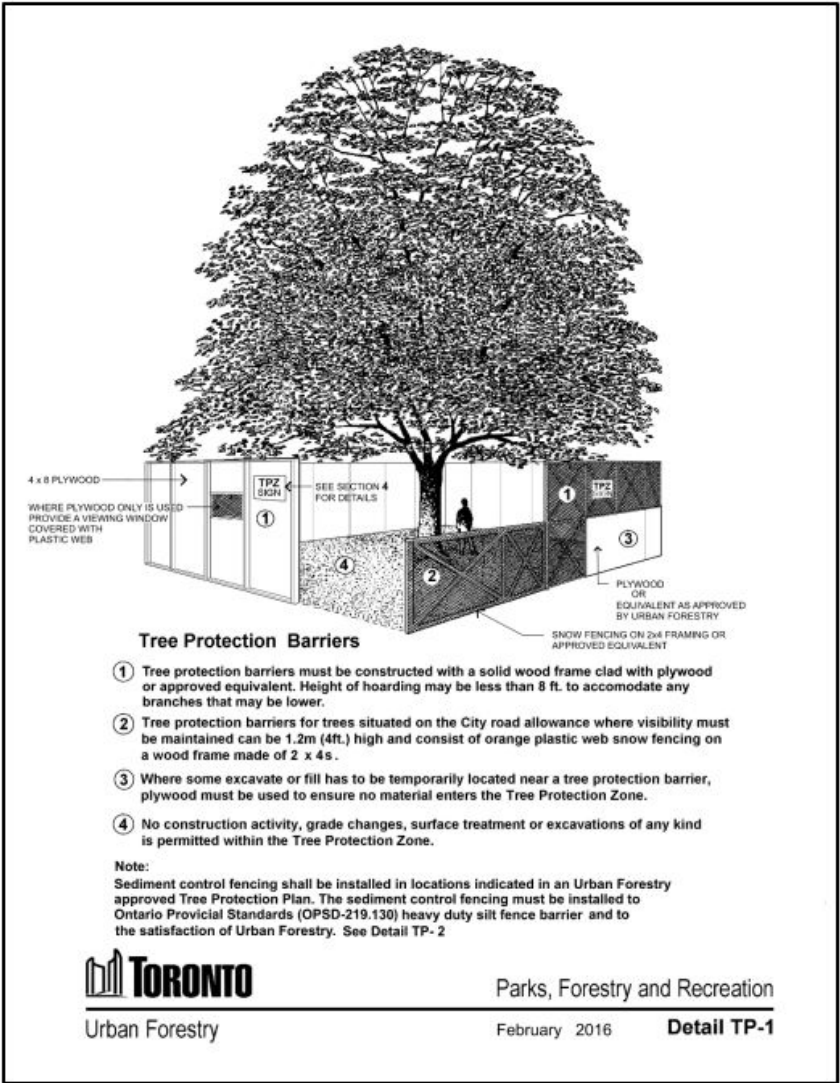 4 x 8 PLYWOOD
TPZ
SIGN
SEE SECTION 4
FOR DETAILS
WHERE PLYWOOD ONLY IS USED
PROVIDE A VIEWING WINDOW
COVERED WITH
PLASTIC WEB
1
1
TPZ
SIGN
4
2
3
PLYWOOD
OR
EQUIVALENT AS APPROVED
BY URBAN FORESTRY
SNOW FENCING ON 2x4 FRAMING OR
APPROVED EQUIVALENT
Tree Protection Barriers
1 Tree protection barriers must be constructed with a solid wood frame clad with plywood
or approved equivalent. Height of hoarding may be less than 8 ft. to accomodate any
branches that may be lower.
2 Tree protection barriers for trees situated on the City road allowance where visibility must
be maintained can be 1.2m (4ft.) high and consist of orange plastic web snow fencing on
a wood frame made of 2 x 4s.
3 Where some excavate or fill has to be temporarily located near a tree protection barrier,
plywood must be used to ensure no material enters the Tree Protection Zone.
4 No construction activity, grade changes, surface treatment or excavations of any kind
is permitted within the Tree Protection Zone.
Note:
Sediment control fencing shall be installed in locations indicated in an Urban Forestry
approved Tree Protection Plan. The sediment control fencing must be installed to
Ontario Provicial Standards (OPSD-219.130) heavy duty silt fence barrier and to
the satisfaction of Urban Forestry. See Detail TP- 2
TORONTO
Parks, Forestry and Recreation
Urban Forestry
February 2016
Detail TP-1